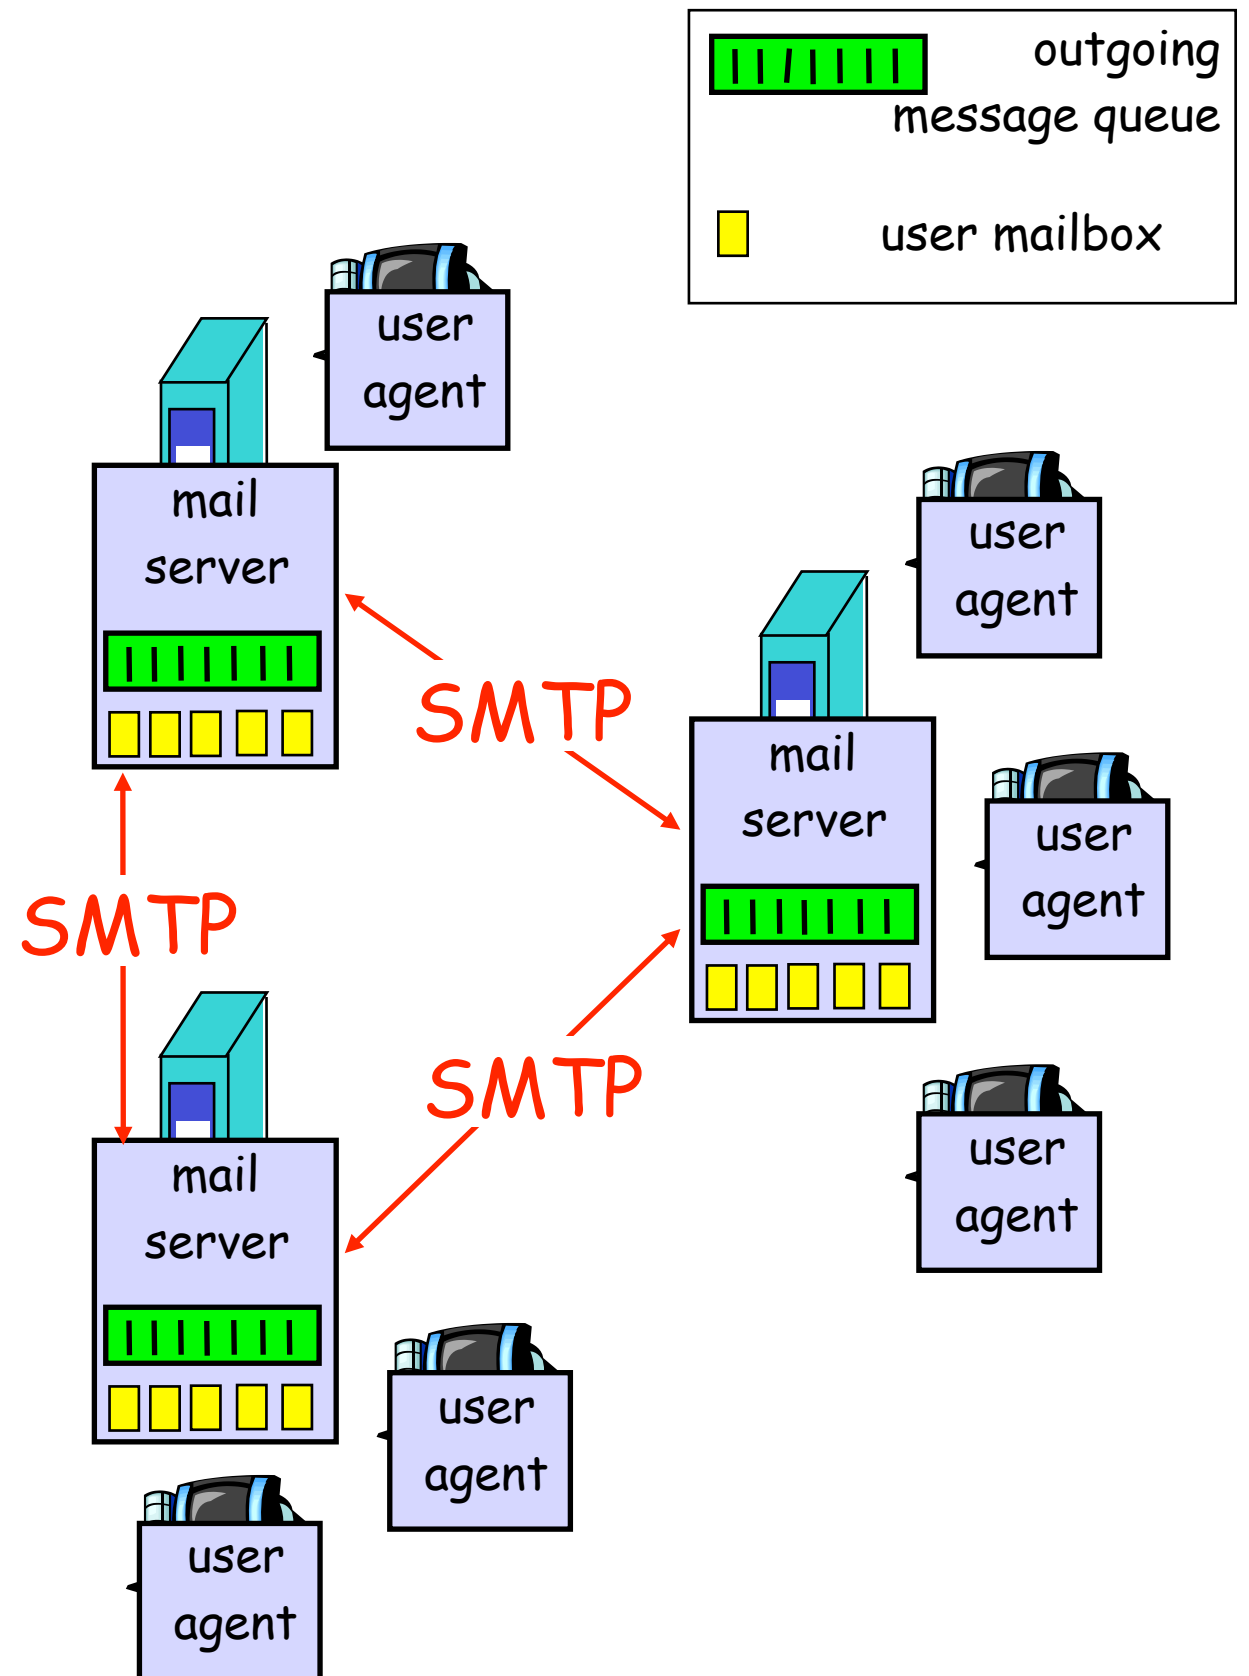 outgoing
message queue
user mailbox
user
agent
mail
server
user
agent
SMTP
mail
server
user
agent
SMTP
SMTP
user
agent
mail
server
user
agent
user
agent